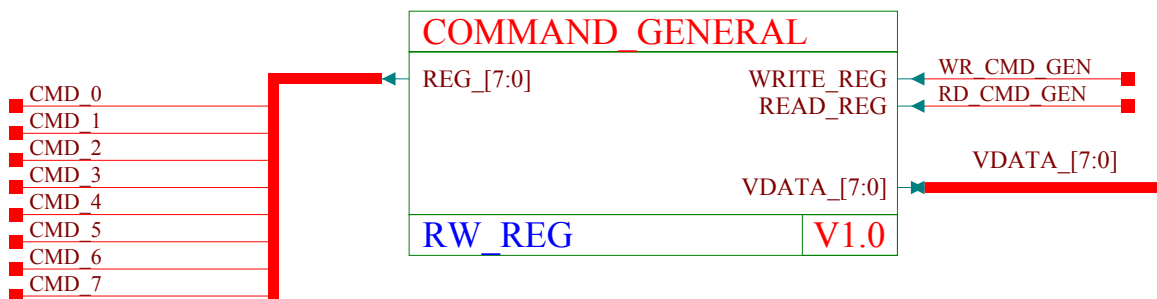 COMMAND_GENERAL
REG_[7:0]
WRITE_REG
WR_CMD_GEN
READ_REG
RD_CMD_GEN
CMD_0
CMD_1
CMD_2
CMD_3
CMD_4
CMD_5
CMD_6
CMD_7
VDATA_[7:0]
VDATA_[7:0]
RW_REG
V1.0